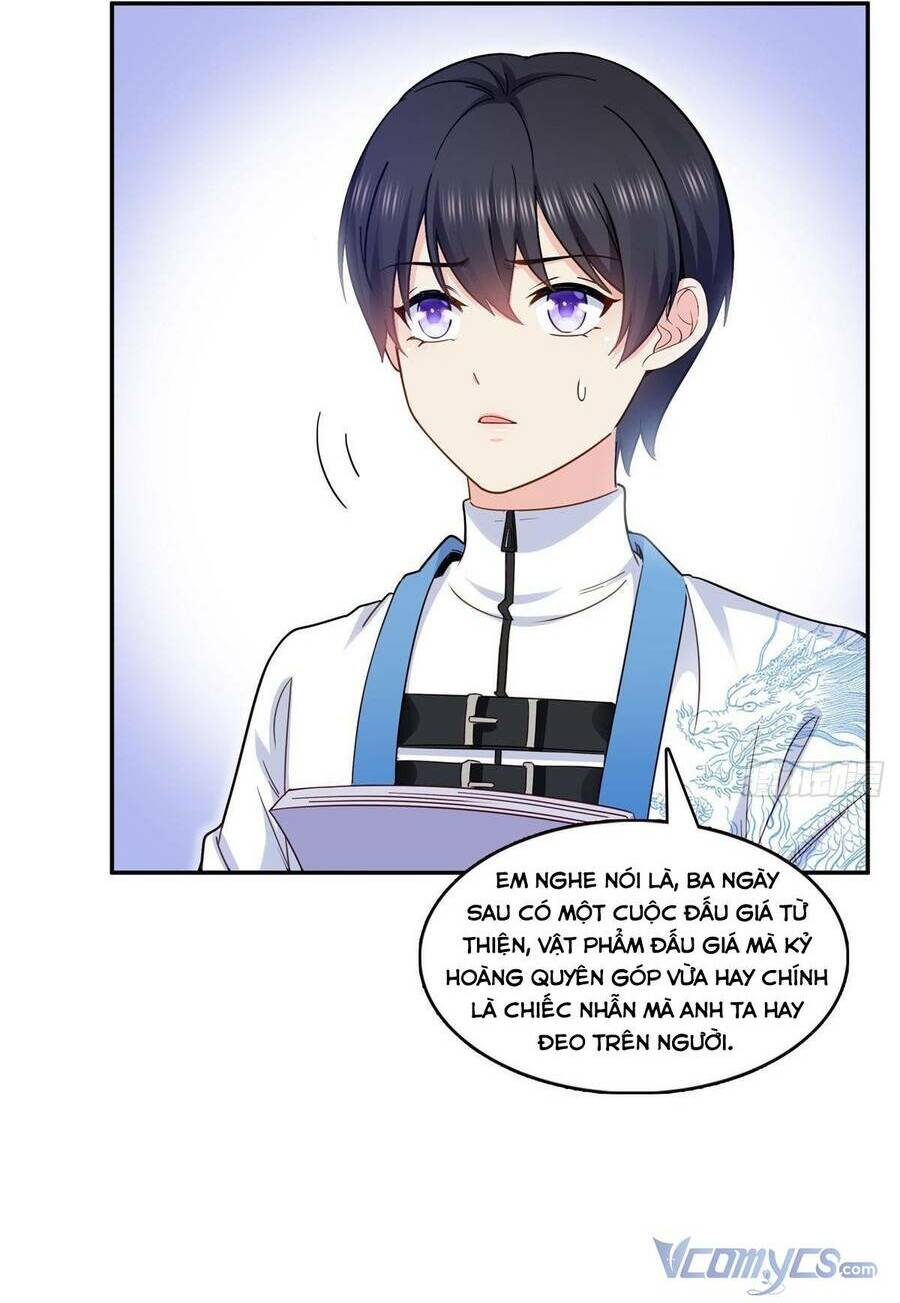 EM NGHE NÓI LÀ, BA NGÀY
SAU CÓ MỘT CUỘC ĐẤU GIÁ TỪ
THIỆN, VẬT PHẨM ĐẤU GIÁ MÀ KỶ
HOÀNG QUYÊN GÓP VỪA HAY CHÍNH
LÀ CHIẾC NHẪN MÀ ANH TA HAY
ĐEO TRÊN NGƯỜI.
VCOMYCS.com